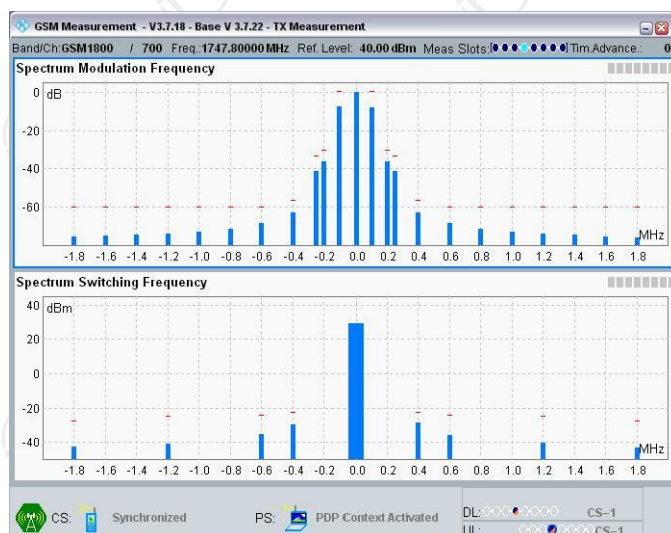 GSM Measurement - V3.7.18 - Base V 3.7.22 - TX Measurement
Band/Ch:GSM1800 / 700 Freq.:1747.80000 MHz Ref. Level: 40.00 dBm Meas Slots: Tim.Advance.: 0
Spectrum Modulation Frequency
0 dB
-20
-40
-60
MHz
-1.8 -1.6 -1.4 -1.2 -1.0 -0.8 -0.6 -0.4 -0.2 0.0 0.2 0.4 0.6 0.8 1.0 1.2 1.4 1.6 1.8
Spectrum Switching Frequency
40 dBm
20
0
-20
-40
MHz
-1.8 -1.6 -1.4 -1.2 -1.0 -0.8 -0.6 -0.4 -0.2 0.0 0.2 0.4 0.6 0.8 1.0 1.2 1.4 1.6 1.8
CS: Synchronized PS: PDP Context Activated DL: CS-1
UL: CS-1